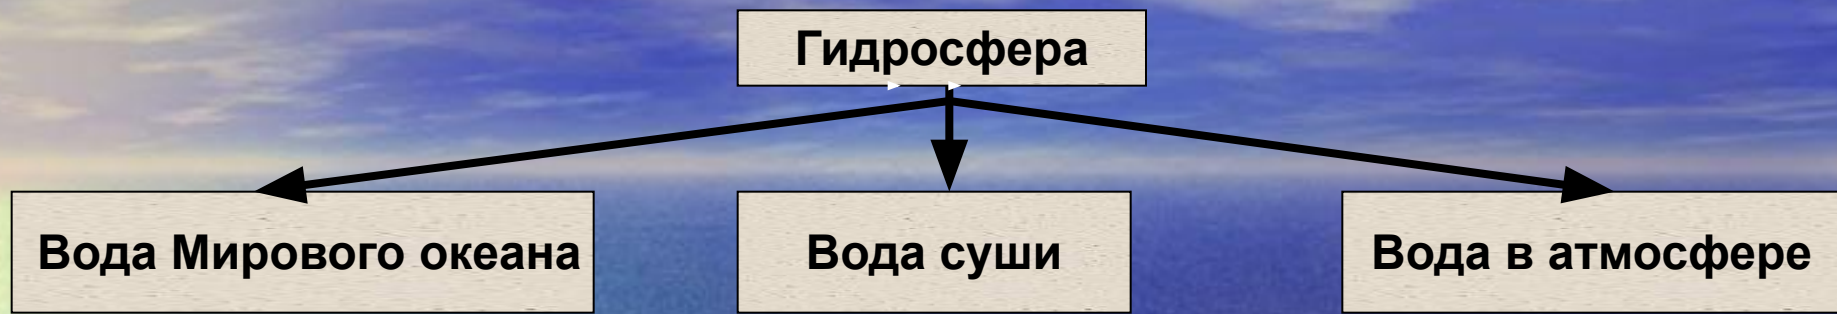 Гидросфера
Вода Мирового океана
Вода суши
Вода в атмосфере